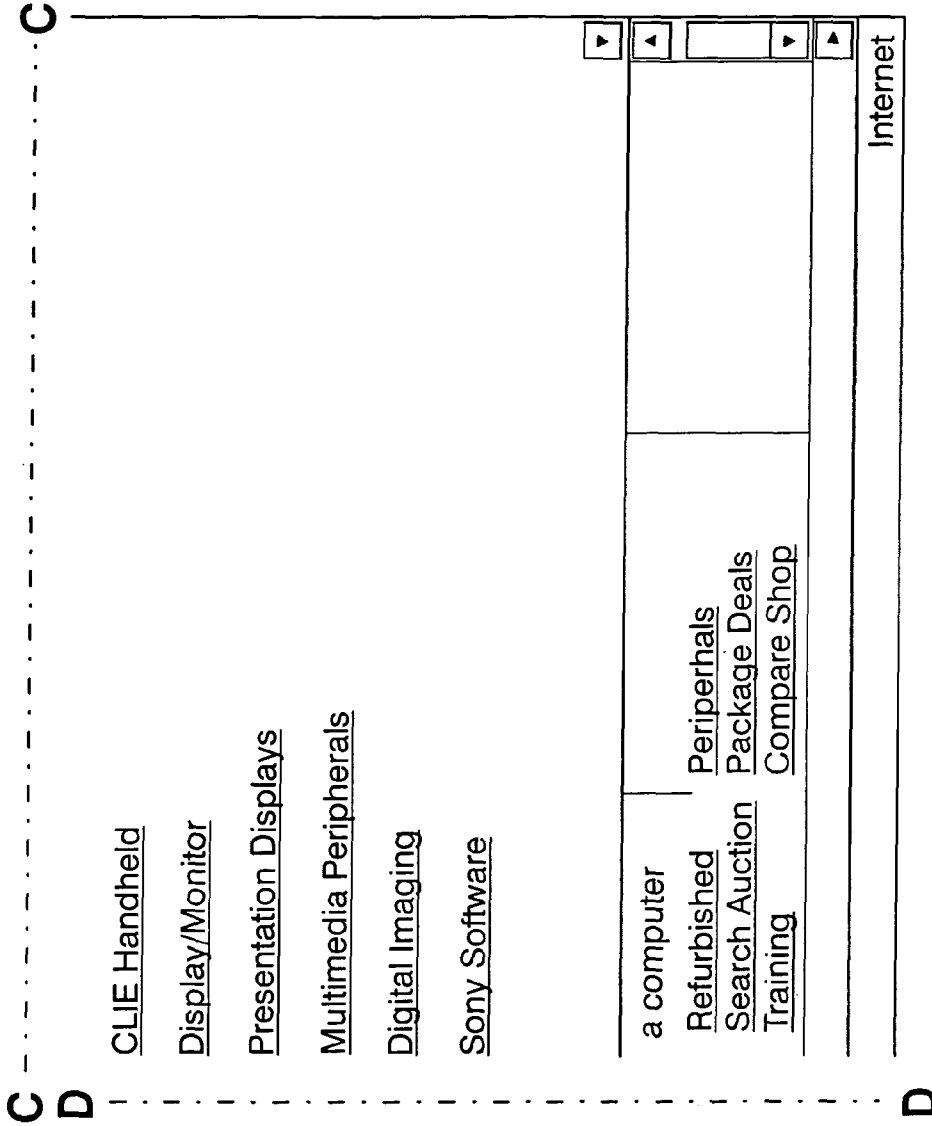 C C
D
CLIE Handheld
Display/Monitor
Presentation Displays
Multimedia Peripherals
Digital Imaging
Sony Software
a computer
Refurbished Periperhals
Search Auction Package Deals
Training Compare Shop
Internet
D